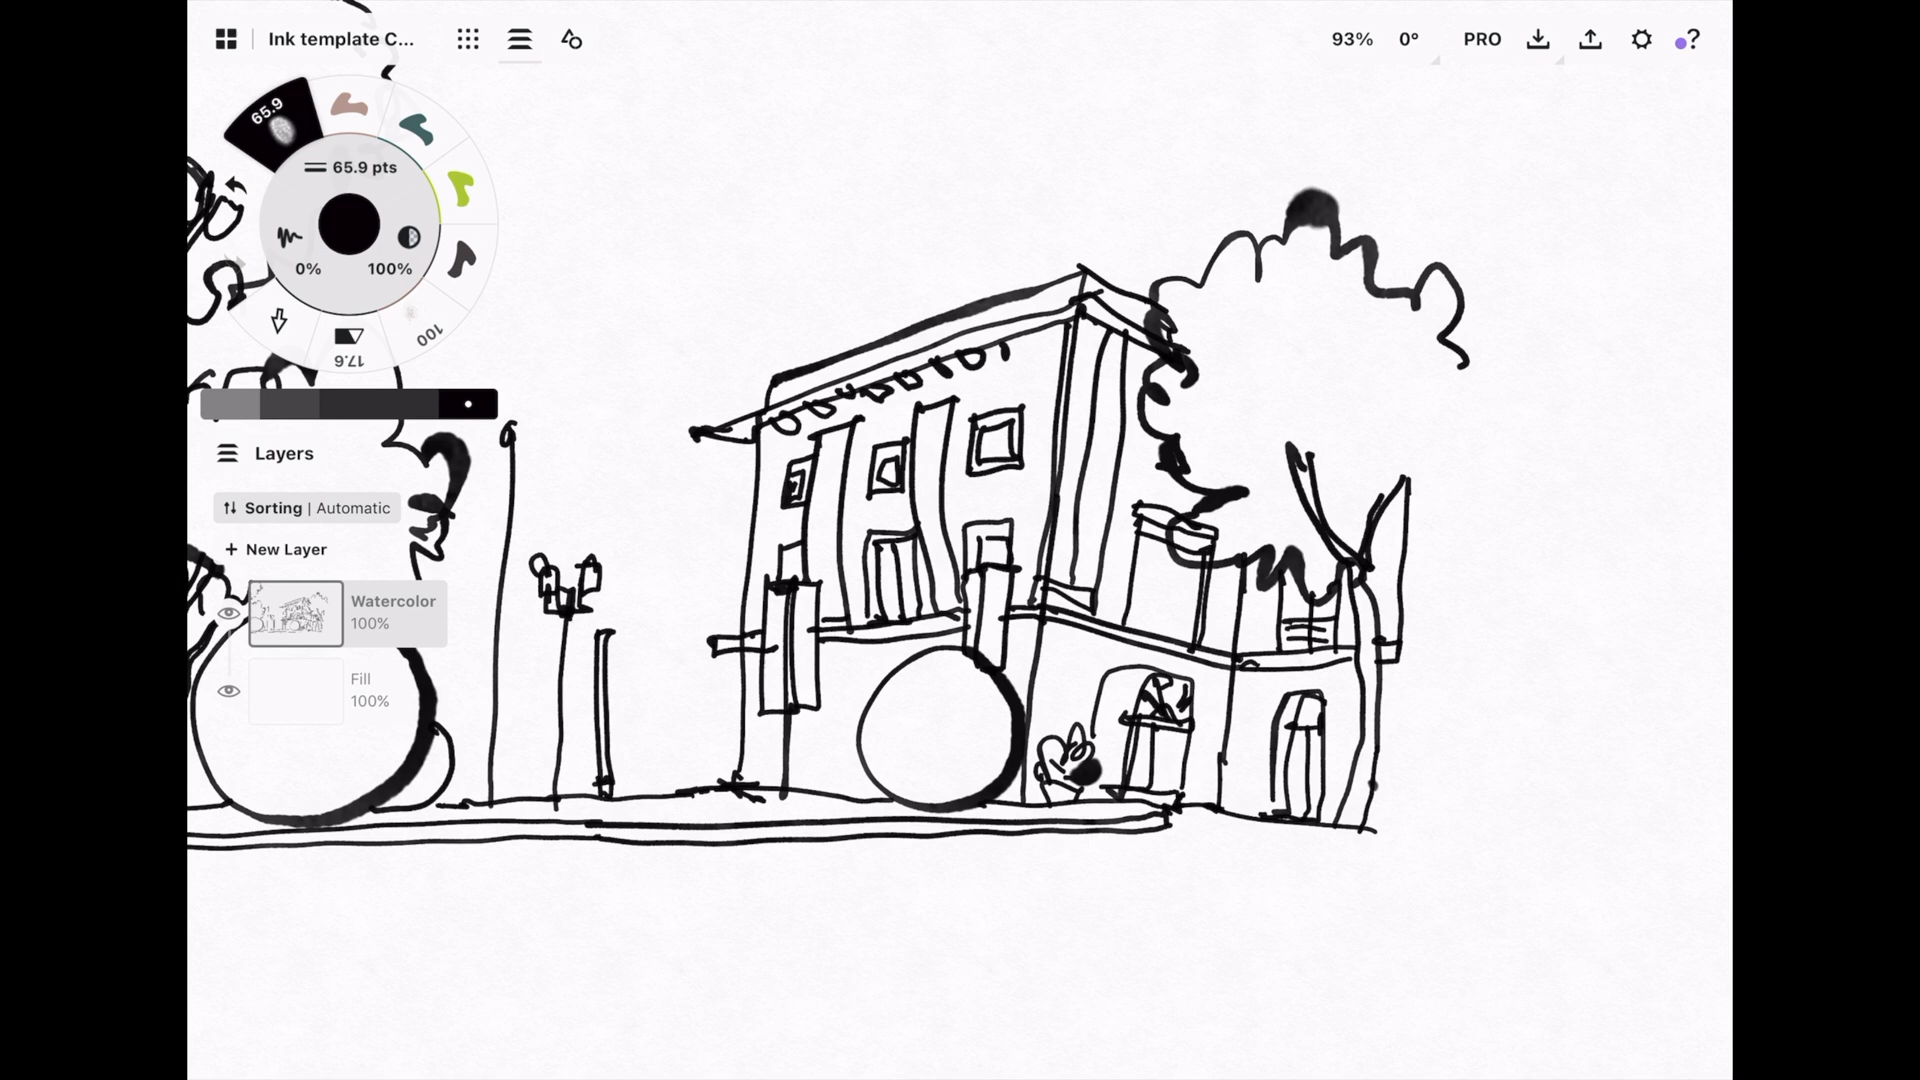 Ink template C...
93% 0° PRO ?
65.9
65.9 pts
0% 100%
100
17.6
Layers
Sorting | Automatic
+ New Layer
Watercolor
100%
Fill
100%